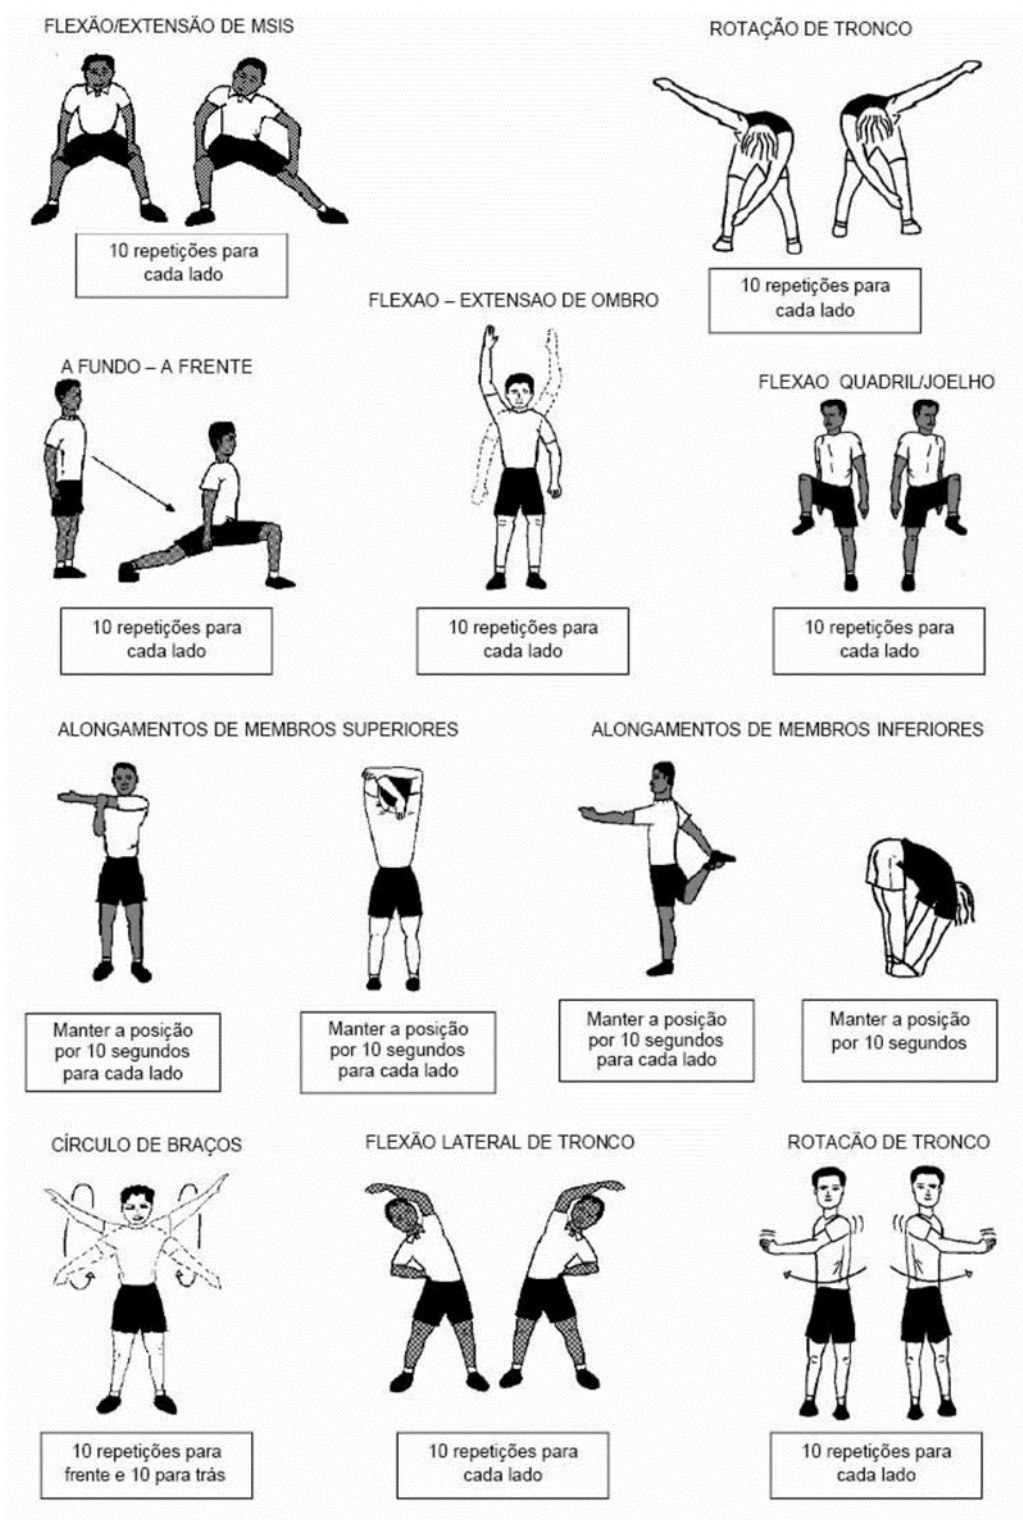 FLEXÃO/EXTENSÃO DE MSIS
10 repetições para
cada lado
ROTAÇÃO DE TRONCO
10 repetições para
cada lado
FLEXAO – EXTENSAO DE OMBRO
10 repetições para
cada lado
A FUNDO – A FRENTE
10 repetições para
cada lado
FLEXAO QUADRIL/JOELHO
10 repetições para
cada lado
ALONGAMENTOS DE MEMBROS SUPERIORES
Manter a posição
por 10 segundos
para cada lado
Manter a posição
por 10 segundos
para cada lado
ALONGAMENTOS DE MEMBROS INFERIORES
Manter a posição
por 10 segundos
para cada lado
Manter a posição
por 10 segundos
CÍRCULO DE BRAÇOS
10 repetições para
frente e 10 para trás
FLEXÃO LATERAL DE TRONCO
10 repetições para
cada lado
ROTACÃO DE TRONCO
10 repetições para
cada lado